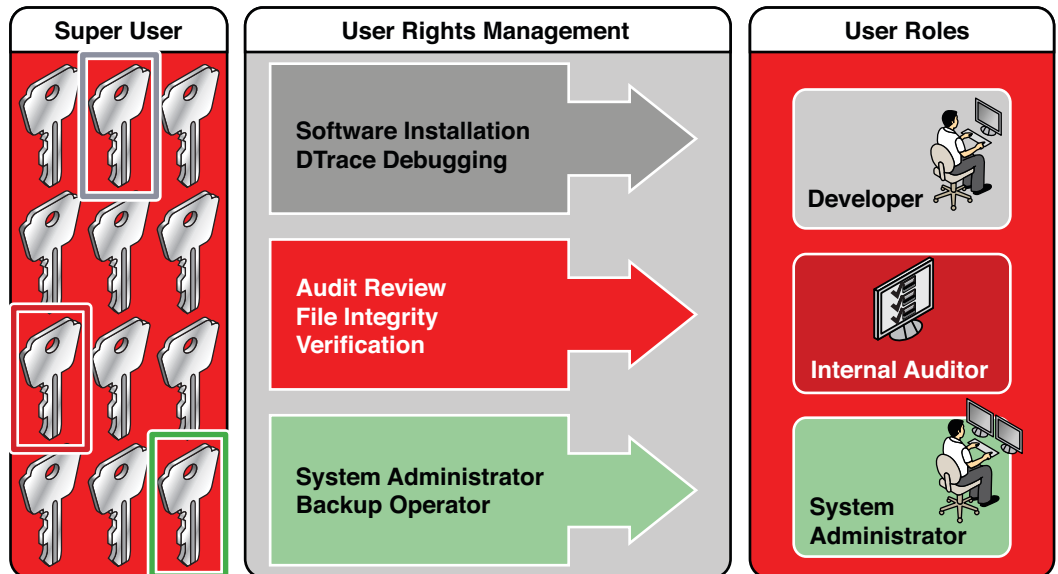 Super User
User Rights Management
User Roles
Software Installation
DTrace Debugging
Developer
Audit Review
File Integrity
Verification
Internal Auditor
System Administrator
Backup Operator
System
Administrator